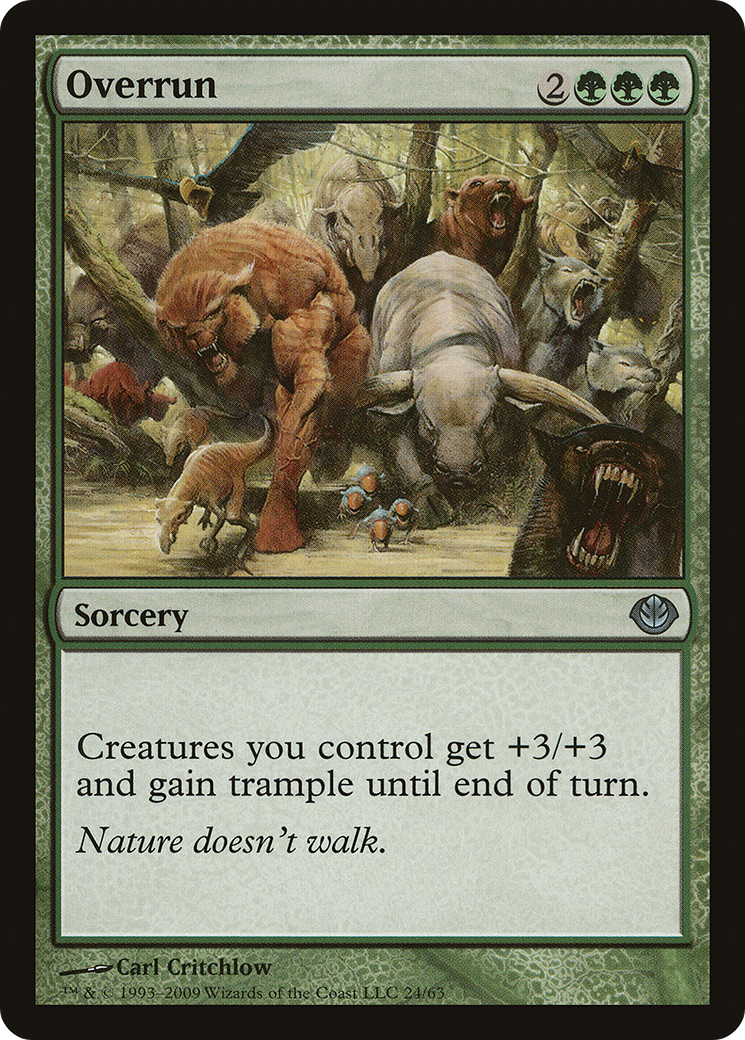 Overrun 2
Sorcery
Creatures you control get +3/+3
and gain trample until end of turn.
Nature doesn't walk.
Carl Critchlow
™ & © 1993–2009 Wizards of the Coast LLC 24/63